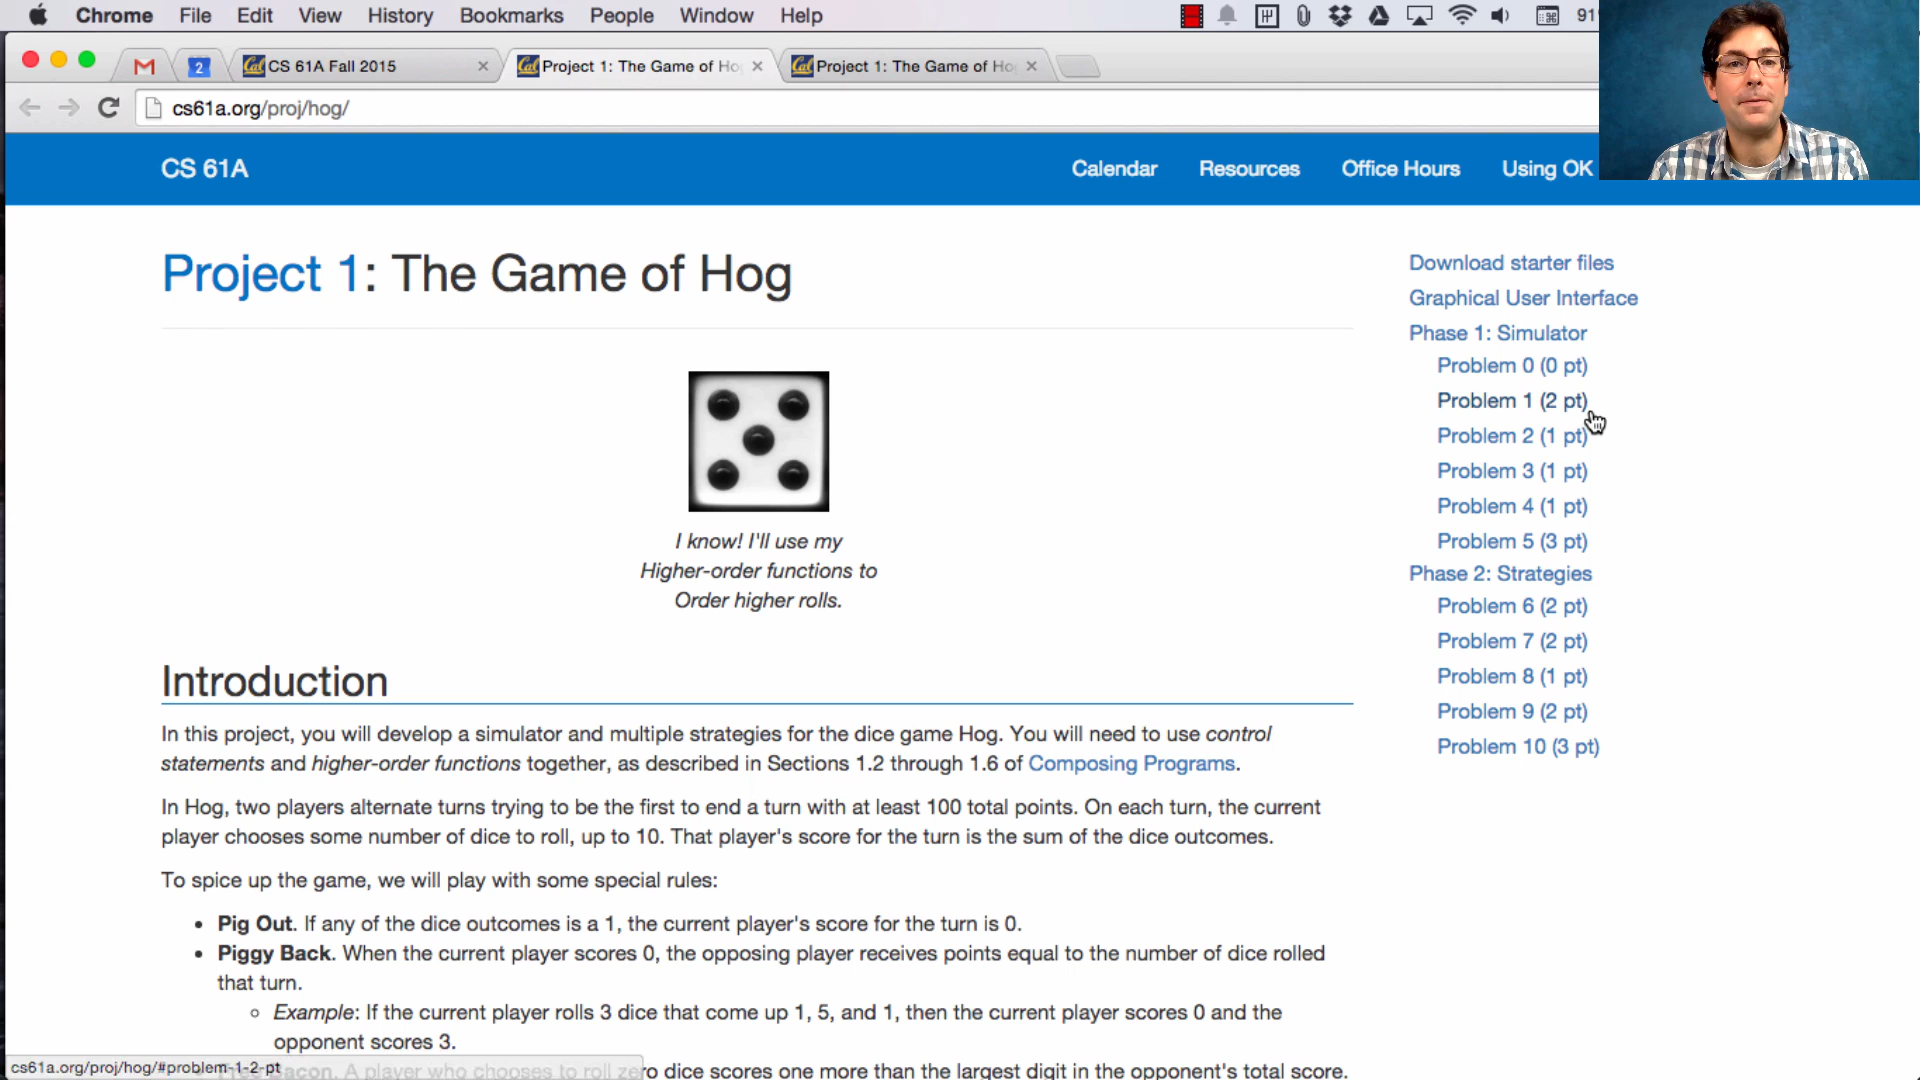 Chrome File Edit View History Bookmarks People Window Help 91
2 Cal CS 61A Fall 2015 Cal Project 1: The Game of Ho Cal Project 1: The Game of Ho
cs61a.org/proj/hog/
CS 61A Calendar Resources Office Hours Using OK
Project 1: The Game of Hog
I know! I'll use my
Higher-order functions to
Order higher rolls.
Introduction
In this project, you will develop a simulator and multiple strategies for the dice game Hog. You will need to use control
statements and higher-order functions together, as described in Sections 1.2 through 1.6 of Composing Programs.
In Hog, two players alternate turns trying to be the first to end a turn with at least 100 total points. On each turn, the current
player chooses some number of dice to roll, up to 10. That player's score for the turn is the sum of the dice outcomes.
To spice up the game, we will play with some special rules:
• Pig Out. If any of the dice outcomes is a 1, the current player's score for the turn is 0.
• Piggy Back. When the current player scores 0, the opposing player receives points equal to the number of dice rolled
that turn.
Example: If the current player rolls 3 dice that come up 1, 5, and 1, then the current player scores 0 and the
opponent scores 3.
Free Bacon. A player who chooses to roll zero dice scores one more than the largest digit in the opponent's total score.
cs61a.org/proj/hog/#problem-1-2-pt
Download starter files
Graphical User Interface
Phase 1: Simulator
Problem 0 (0 pt)
Problem 1 (2 pt)
Problem 2 (1 pt)
Problem 3 (1 pt)
Problem 4 (1 pt)
Problem 5 (3 pt)
Phase 2: Strategies
Problem 6 (2 pt)
Problem 7 (2 pt)
Problem 8 (1 pt)
Problem 9 (2 pt)
Problem 10 (3 pt)